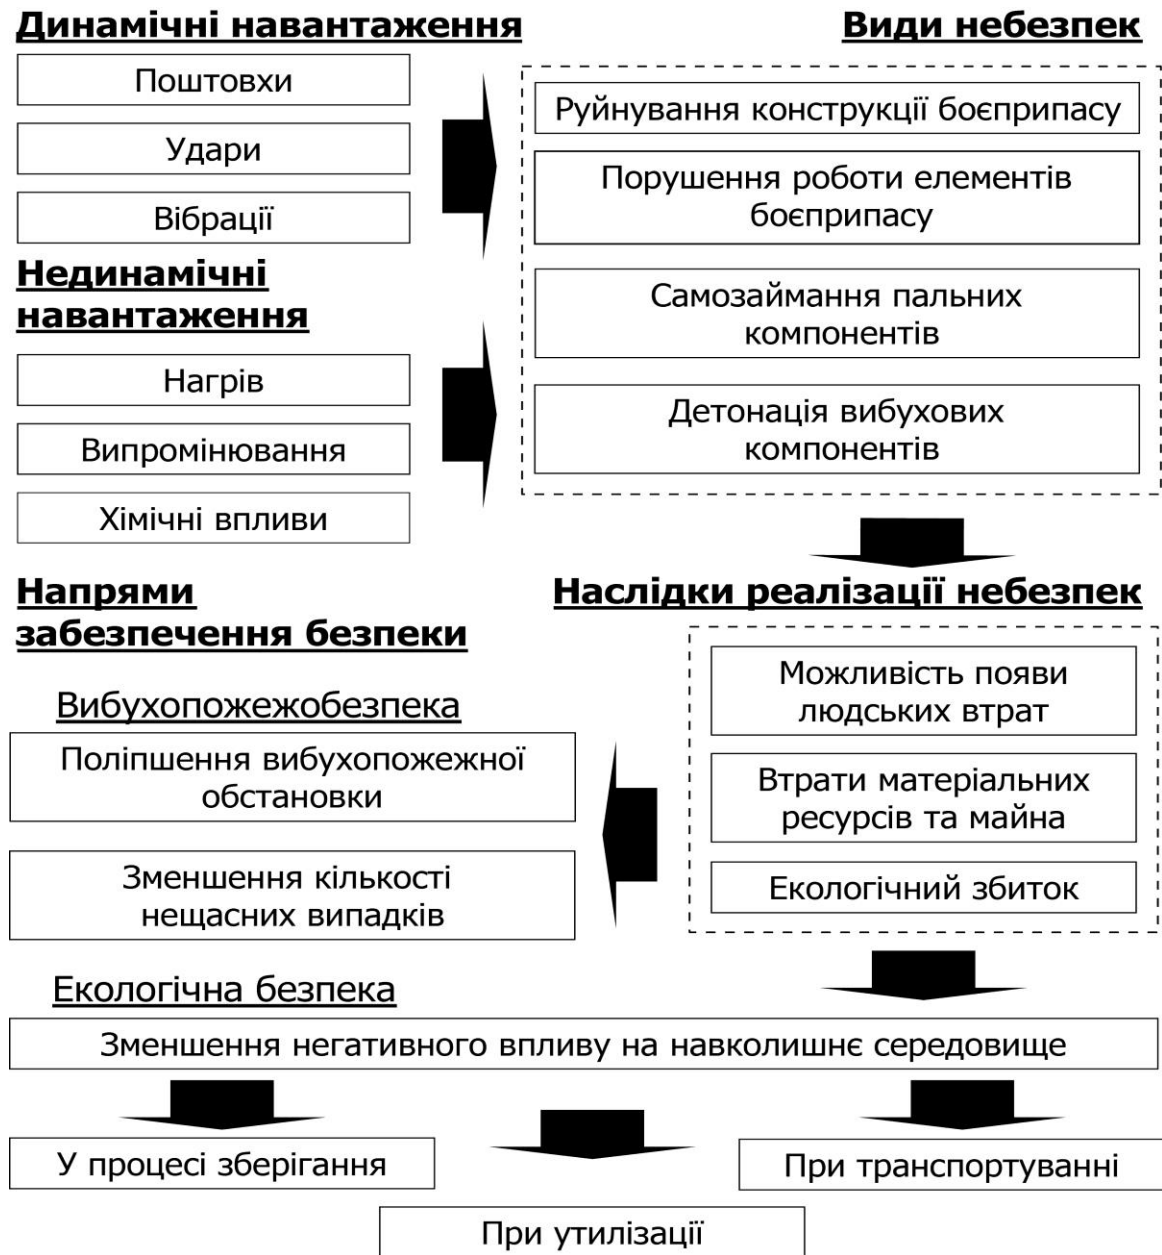 Динамічні навантаження
Поштовхи
Удари
Вібрації
Нединамічні
навантаження
Нагрів
Випромінювання
Хімічні впливи
Види небезпек
Руйнування конструкції боєприпасу
Порушення роботи елементів
боєприпасу
Самозаймання пальних
компонентів
Детонація вибухових
компонентів
Наслідки реалізації небезпек
Можливість появи
людських втрат
Втрати матеріальних
ресурсів та майна
Екологічний збиток
Напрями
забезпечення безпеки
Вибухопожежобезпека
Поліпшення вибухопожежної
обстановки
Зменшення кількості
нещасних випадків
Екологічна безпека
Зменшення негативного впливу на навколишнє середовище
У процесі зберігання
При утилізації
При транспортуванні